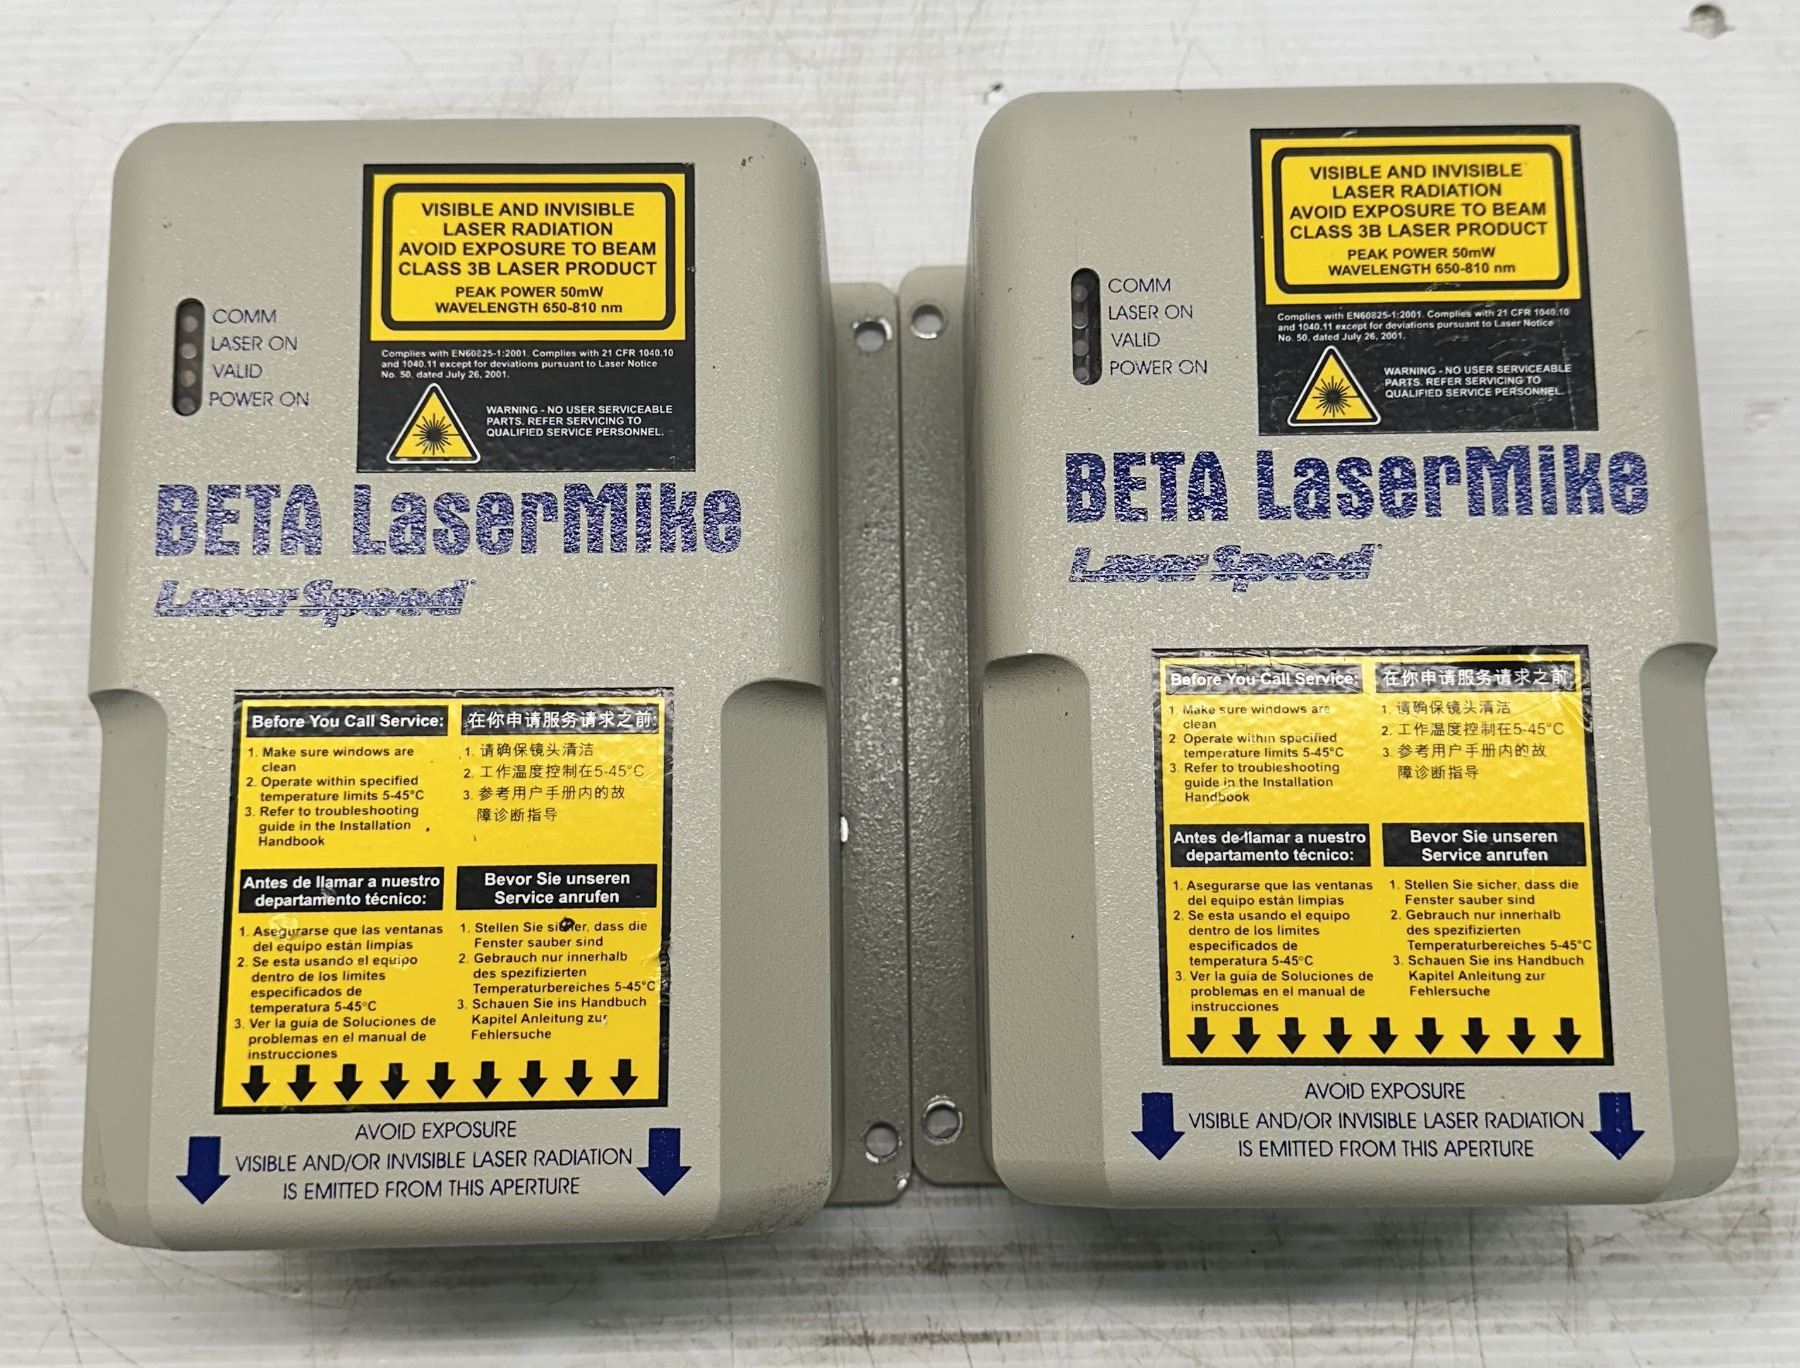 VISIBLE AND INVISIBLE
LASER RADIATION
AVOID EXPOSURE TO BEAM
CLASS 3B LASER PRODUCT
PEAK POWER 50mW
WAVELENGTH 650-810 nm
Complies with EN60825-1:2001. Complies with 21 CFR 1040.10
and 1040.11 except for deviations pursuant to Laser Notice
No. 50, dated July 26, 2001.
WARNING - NO USER SERVICEABLE
PARTS. REFER SERVICING TO
QUALIFIED SERVICE PERSONNEL.
COMM
LASER ON
VALID
POWER ON
BETA LaserMike
LaserSpeed
Before You Call Service:
1. Make sure windows are
clean
2. Operate within specified
temperature limits 5-45°C
3. Refer to troubleshooting
guide in the Installation
Handbook
在你申请服务请求之前:
1. 请确保镜头清洁
2. 工作温度控制在5-45°C
3. 参考用户手册内的故
障诊断指导
Antes de llamar a nuestro
departamento técnico:
1. Asegurarse que las ventanas
del equipo están limpias
2. Se esta usando el equipo
dentro de los limites
especificados de
temperatura 5-45°C
3. Ver la guia de Soluciones de
problemas en el manual de
instrucciones
Bevor Sie unseren
Service anrufen
1. Stellen Sie sicher, dass die
Fenster sauber sind
2. Gebrauch nur innerhalb
des spezifizierten
Temperaturbereiches 5-45°C
3. Schauen Sie ins Handbuch
Kapitel Anleitung zur
Fehlersuche
AVOID EXPOSURE
VISIBLE AND/OR INVISIBLE LASER RADIATION
IS EMITTED FROM THIS APERTURE
VISIBLE AND INVISIBLE
LASER RADIATION
AVOID EXPOSURE TO BEAM
CLASS 3B LASER PRODUCT
PEAK POWER 50mW
WAVELENGTH 650-810 nm
Complies with EN60825-1:2001. Complies with 21 CFR 1040.10
and 1040.11 except for deviations pursuant to Laser Notice
No. 50, dated July 26, 2001.
WARNING - NO USER SERVICEABLE
PARTS. REFER SERVICING TO
QUALIFIED SERVICE PERSONNEL.
COMM
LASER ON
VALID
POWER ON
BETA LaserMike
LaserSpeed
Before You Call Service:
1. Make sure windows are
clean
2. Operate within specified
temperature limits 5-45°C
3. Refer to troubleshooting
guide in the Installation
Handbook
在你申请服务请求之前:
1. 请确保镜头清洁
2. 工作温度控制在5-45°C
3. 参考用户手册内的故
障诊断指导
Antes de llamar a nuestro
departamento técnico:
1. Asegurarse que las ventanas
del equipo están limpias
2. Se esta usando el equipo
dentro de los limites
especificados de
temperatura 5-45°C
3. Ver la guia de Soluciones de
problemas en el manual de
instrucciones
Bevor Sie unseren
Service anrufen
1. Stellen Sie sicher, dass die
Fenster sauber sind
2. Gebrauch nur innerhalb
des spezifizierten
Temperaturbereiches 5-45°C
3. Schauen Sie ins Handbuch
Kapitel Anleitung zur
Fehlersuche
AVOID EXPOSURE
VISIBLE AND/OR INVISIBLE LASER RADIATION
IS EMITTED FROM THIS APERTURE